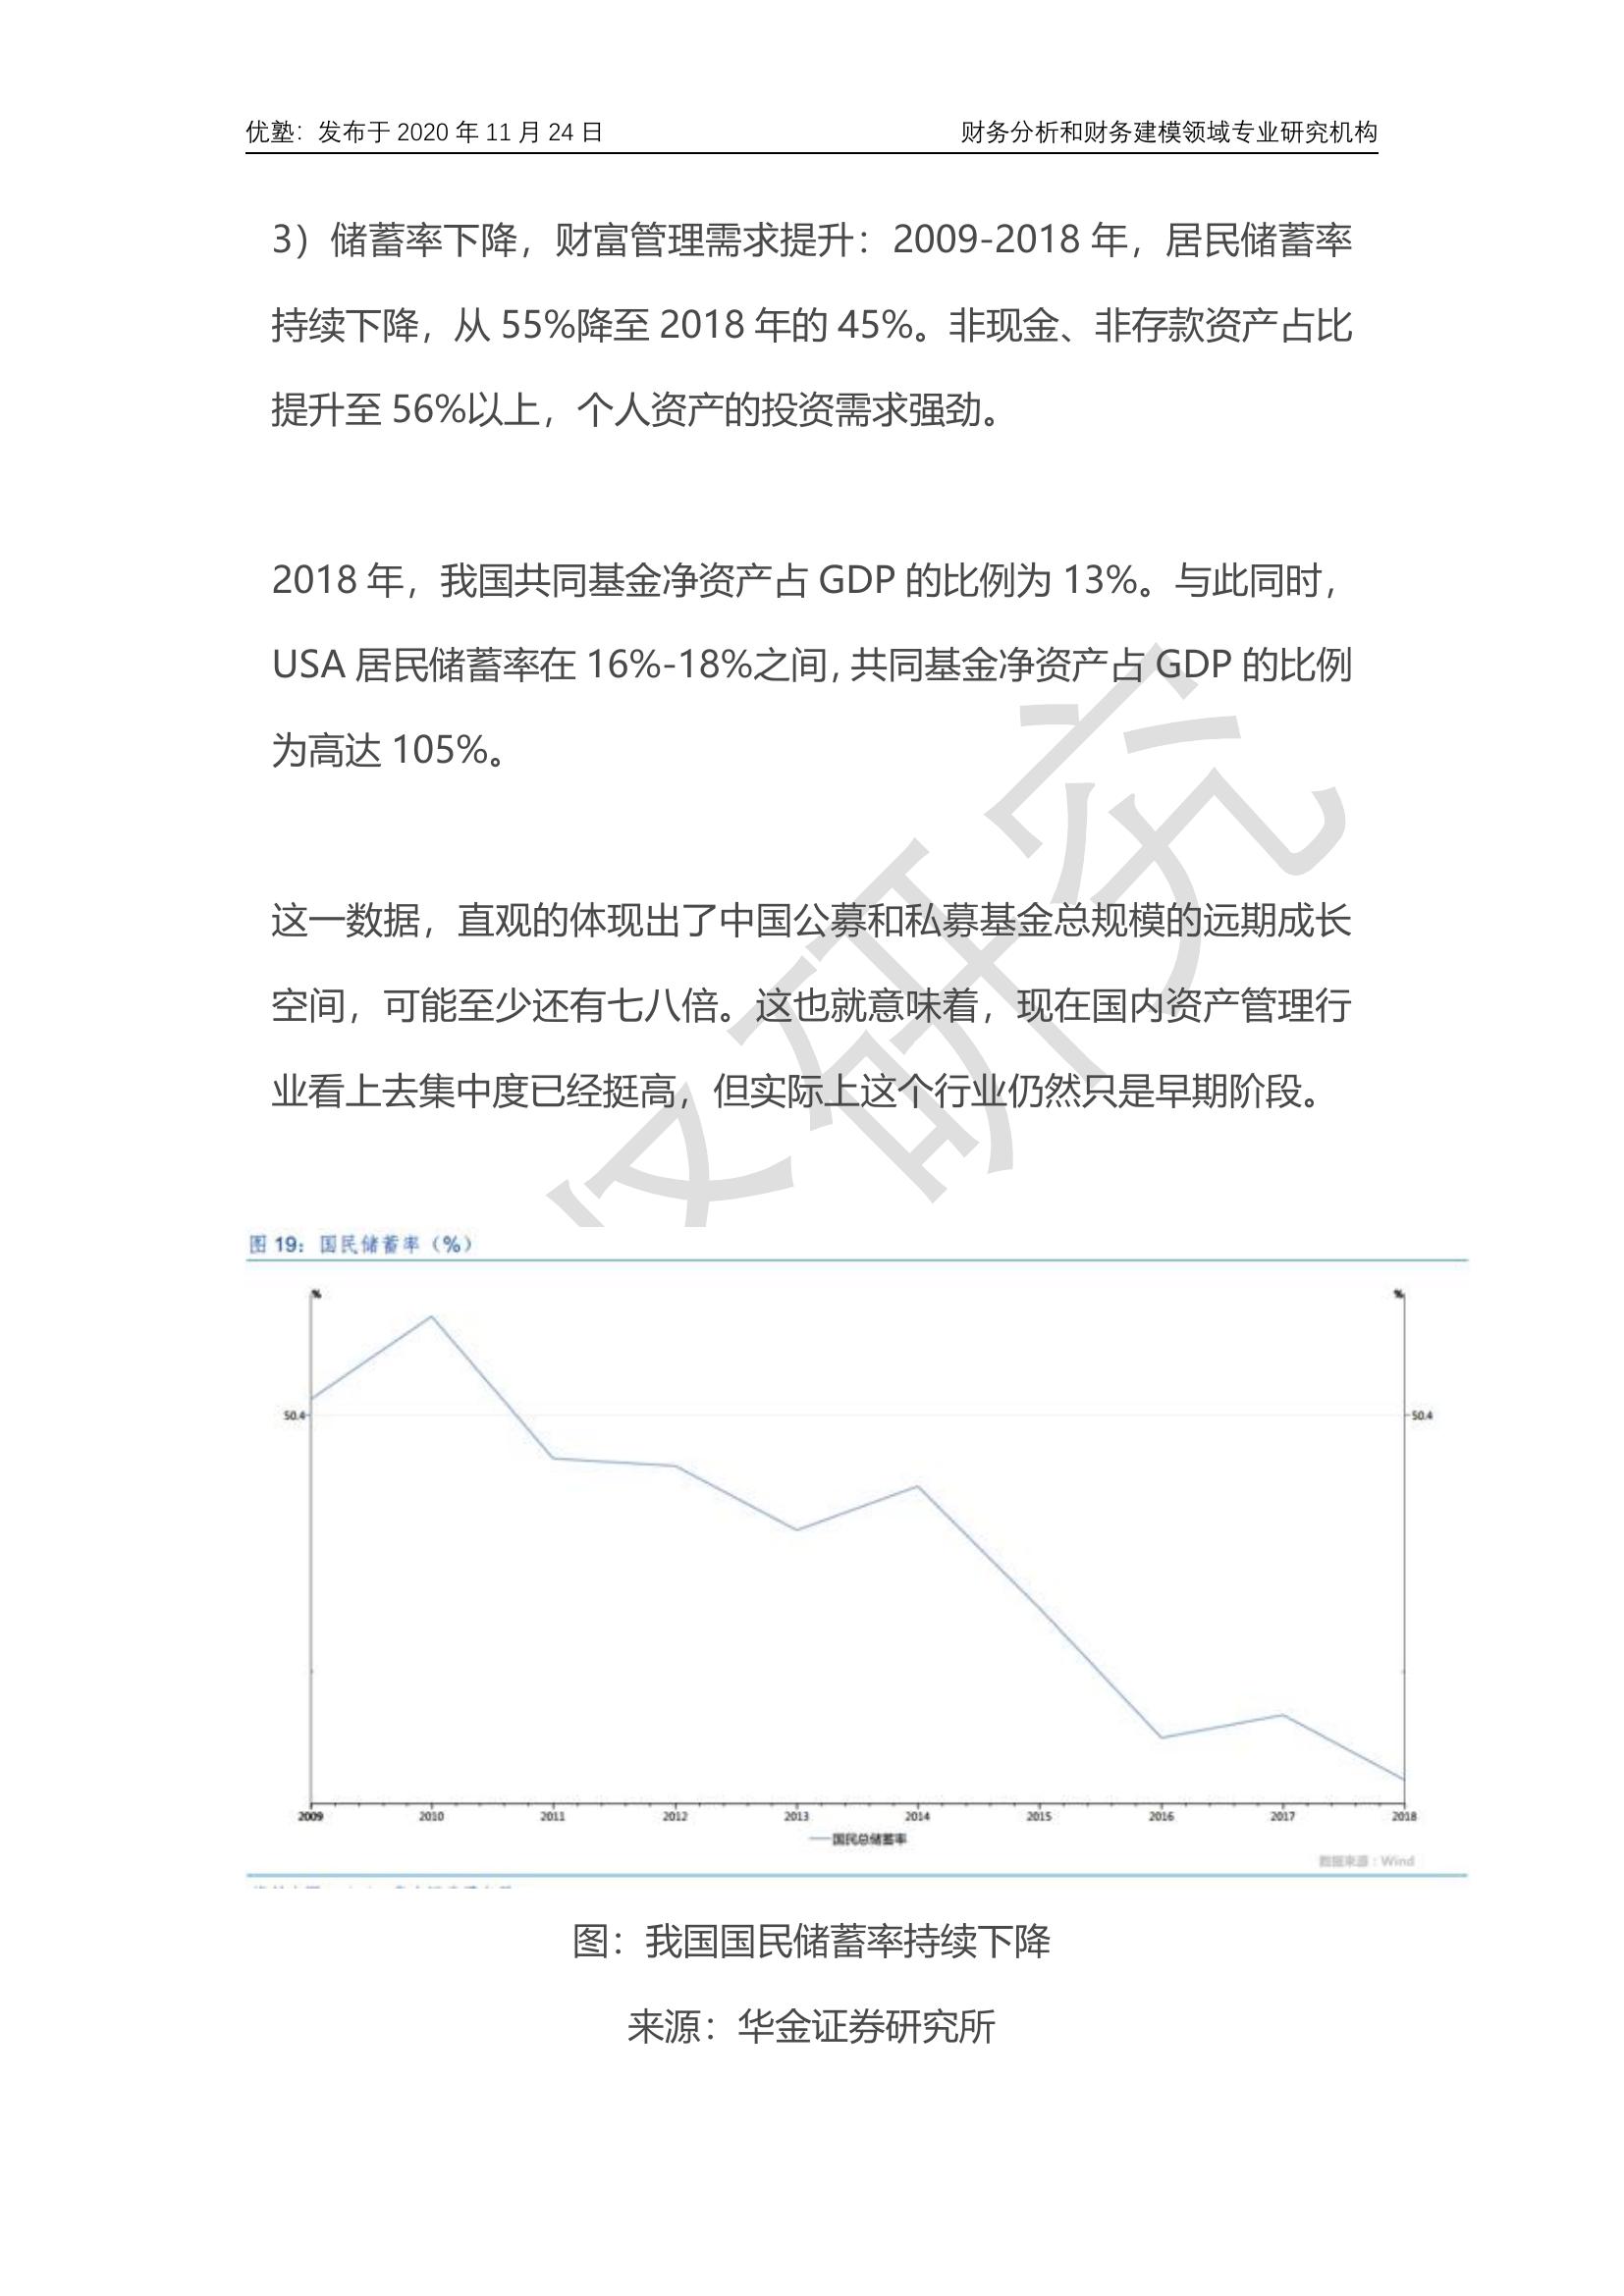 优塾：发布于 2020 年 11 月 24 日 财务分析和财务建模领域专业研究机构
3）储蓄率下降，财富管理需求提升：2009-2018 年，居民储蓄率
持续下降，从 55%降至 2018 年的 45%。非现金、非存款资产占比
提升至 56%以上，个人资产的投资需求强劲。
2018 年，我国共同基金净资产占 GDP 的比例为 13%。与此同时，
USA 居民储蓄率在 16%-18%之间，共同基金净资产占 GDP 的比例
为高达 105%。
这一数据，直观的体现出了中国公募和私募基金总规模的远期成长
空间，可能至少还有七八倍。这也就意味着，现在国内资产管理行
业看上去集中度已经挺高，但实际上这个行业仍然只是早期阶段。
研究
图 19：国民储蓄率（%）
% %
50.4 50.4
2009 2010 2011 2012 2013 2014 2015 2016 2017 2018
国民总储蓄率
数据来源：Wind
图：我国国民储蓄率持续下降
来源：华金证券研究所